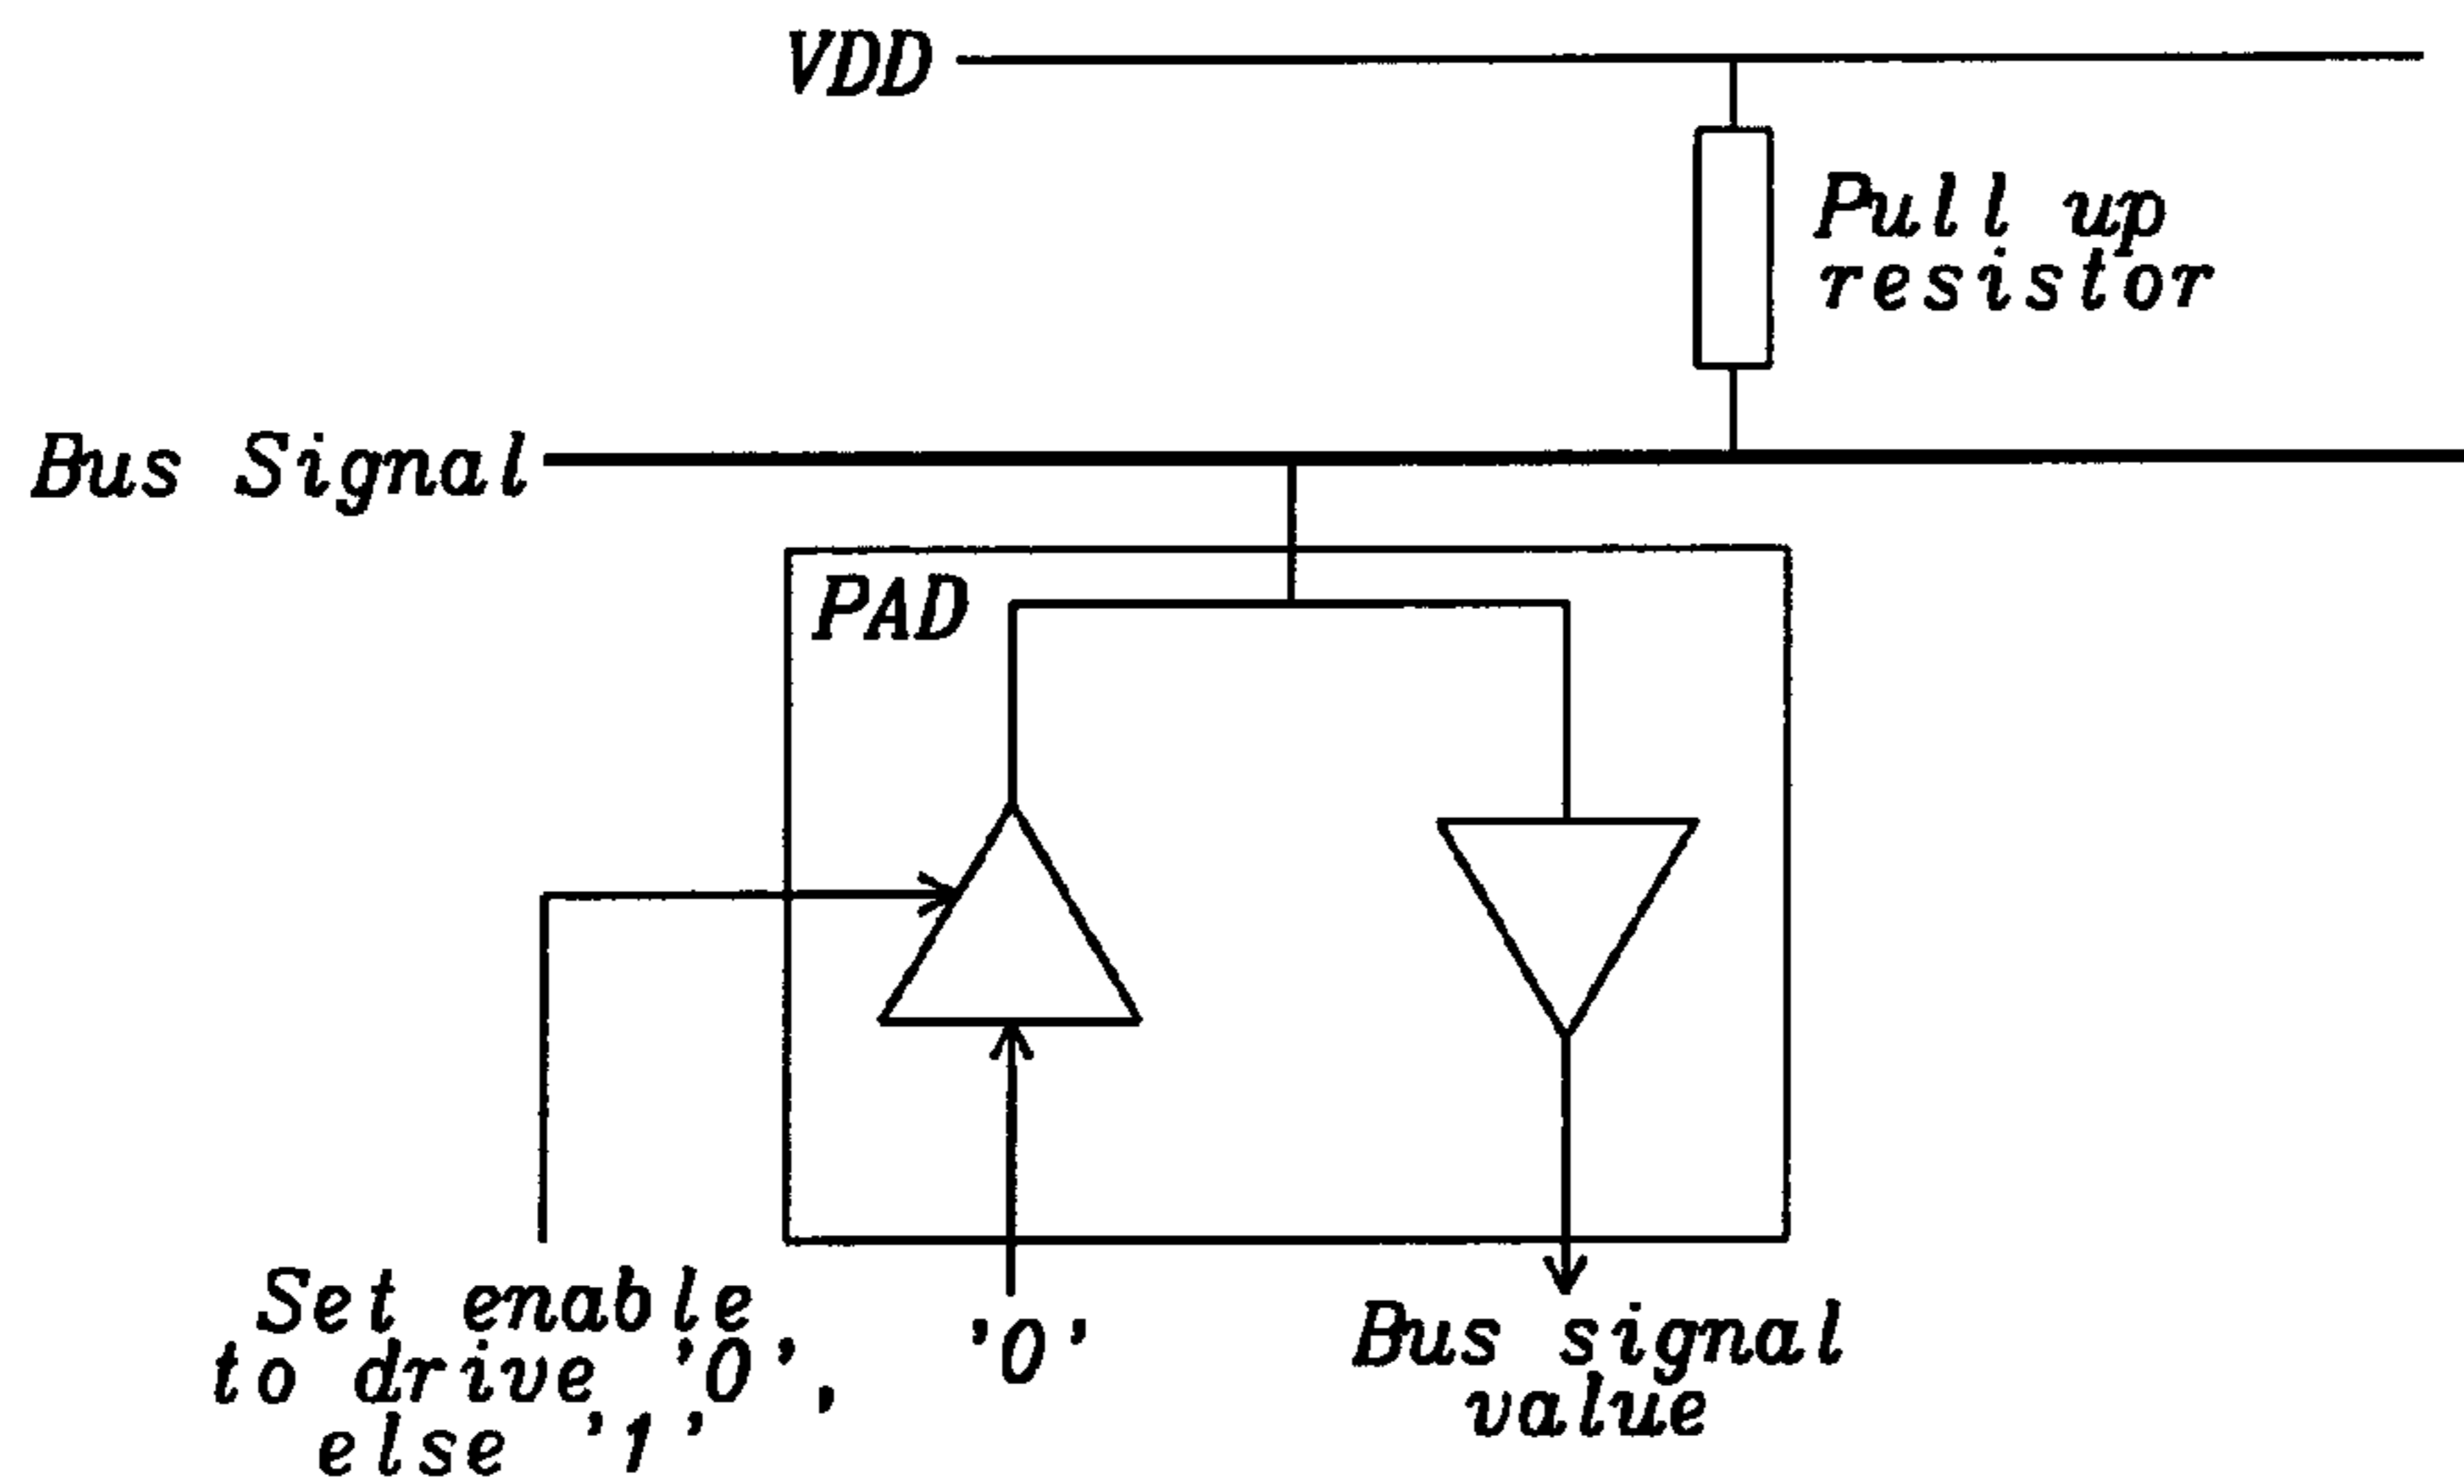 VDD
Pull up
resistor
Bus Signal
PAD
Set enable
to drive '0',
else '1'
'0'
Bus signal
value